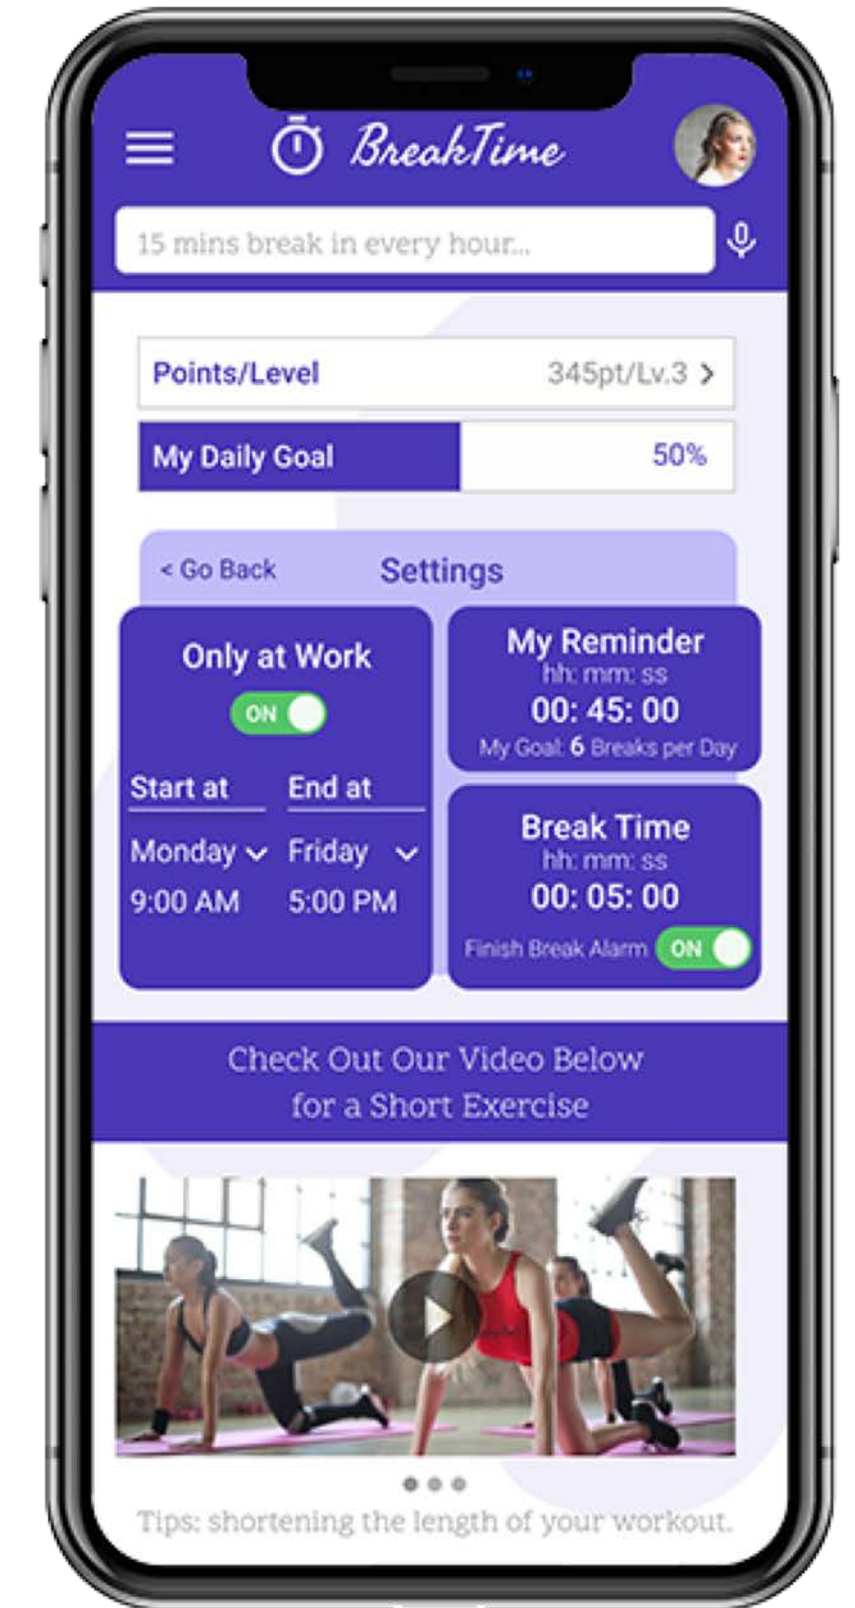 BreakTime
15 mins break in every hour...
Points/Level 345pt/Lv.3 >
My Daily Goal 50%
< Go Back Settings
Only at Work
ON
Start at End at
Monday Friday
9:00 AM 5:00 PM
My Reminder
hh: mm: ss
00: 45: 00
My Goal: 6 Breaks per Day
Break Time
hh: mm: ss
00: 05: 00
Finish Break Alarm ON
Check Out Our Video Below
for a Short Exercise
Tips: shortening the length of your workout.